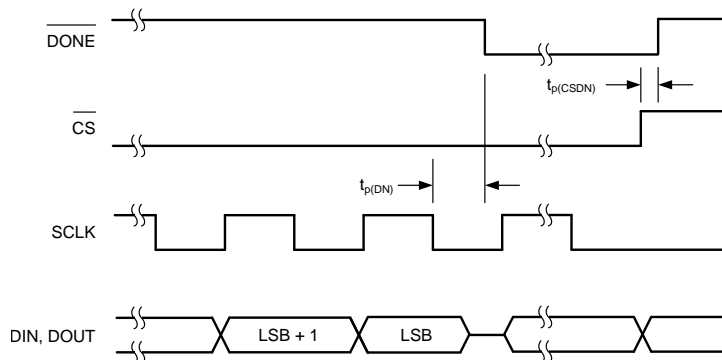 DONE
t_p(CSDN)
CS
t_p(DN)
SCLK
DIN, DOUT
LSB + 1
LSB